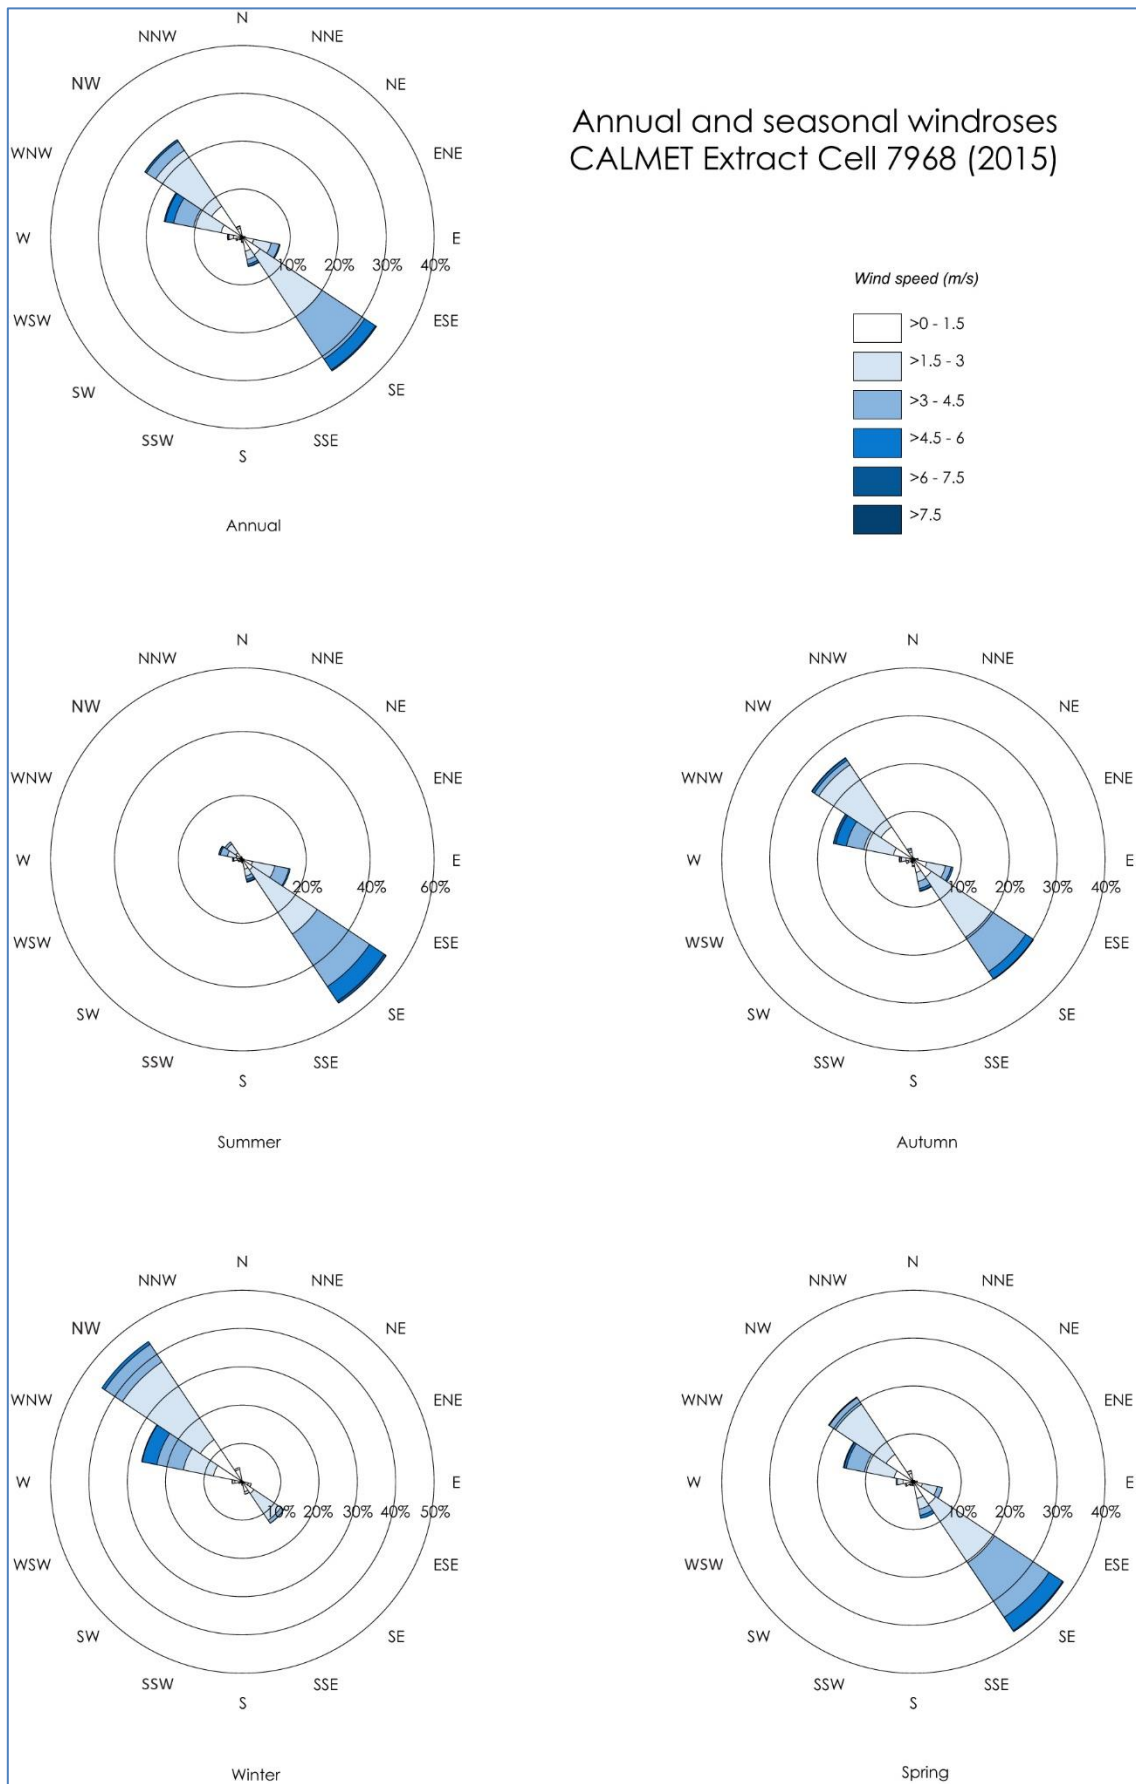 Annual and seasonal windroses
CALMET Extract Cell 7968 (2015)
Wind speed (m/s)
>0 - 1.5
>1.5 - 3
>3 - 4.5
>4.5 - 6
>6 - 7.5
>7.5
N
NNW NNE
NW NE
WNW ENE
W E
10% 20% 30% 40%
WSW ESE
SW SE
SSW SSE
S
Annual
N
NNW NNE
NW NE
WNW ENE
W E
20% 40% 60%
WSW ESE
SW SE
SSW SSE
S
Summer
N
NNW NNE
NW NE
WNW ENE
W E
10% 20% 30% 40%
WSW ESE
SW SE
SSW SSE
S
Autumn
N
NNW NNE
NW NE
WNW ENE
W E
10% 20% 30% 40% 50%
WSW ESE
SW SE
SSW SSE
S
Winter
N
NNW NNE
NW NE
WNW ENE
W E
10% 20% 30% 40%
WSW ESE
SW SE
SSW SSE
S
Spring